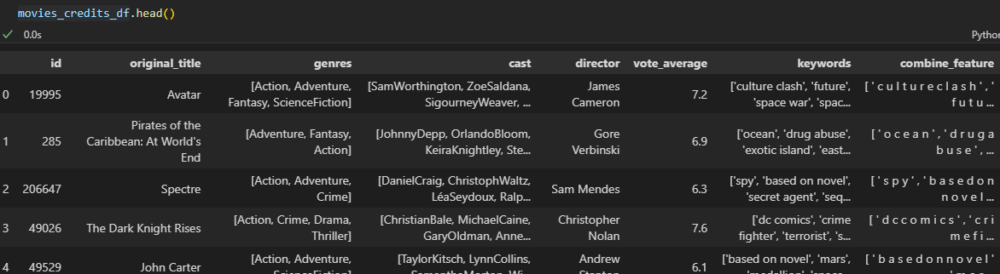 movies_credits_df.head()
0.0s
Pytho
id original_title genres cast director vote_average keywords combine_feature
0 19995 Avatar [Action, Adventure, Fantasy, ScienceFiction] [SamWorthington, ZoeSaldana, SigourneyWeaver, ... James Cameron 7.2 ['culture clash', 'future', 'space war', 'spac... [ ' c u l t u r e c l a s h ' , ' f u t u...
1 285 Pirates of the Caribbean: At World's End [Adventure, Fantasy, Action] [JohnnyDepp, OrlandoBloom, KeiraKnightley, Ste... Gore Verbinski 6.9 ['ocean', 'drug abuse', 'exotic island', 'east... [ ' o c e a n ' , ' d r u g a b u s e ' , ...
2 206647 Spectre [Action, Adventure, Crime] [DanielCraig, ChristophWaltz, LéaSeydoux, Ralp... Sam Mendes 6.3 ['spy', 'based on novel', 'secret agent', 'seq... [ ' s p y ' , ' b a s e d o n n o v e l ...
3 49026 The Dark Knight Rises [Action, Crime, Drama, Thriller] [ChristianBale, MichaelCaine, GaryOldman, Anne... Christopher Nolan 7.6 ['dc comics', 'crime fighter', 'terrorist', 's... [ ' d c c o m i c s ' , ' c r i m e f i ...
4 49529 John Carter [Action, Adventure, [TaylorKitsch, LynnCollins, Andrew 6.1 ['based on novel', 'mars', [ ' b a s e d o n n o v e l '